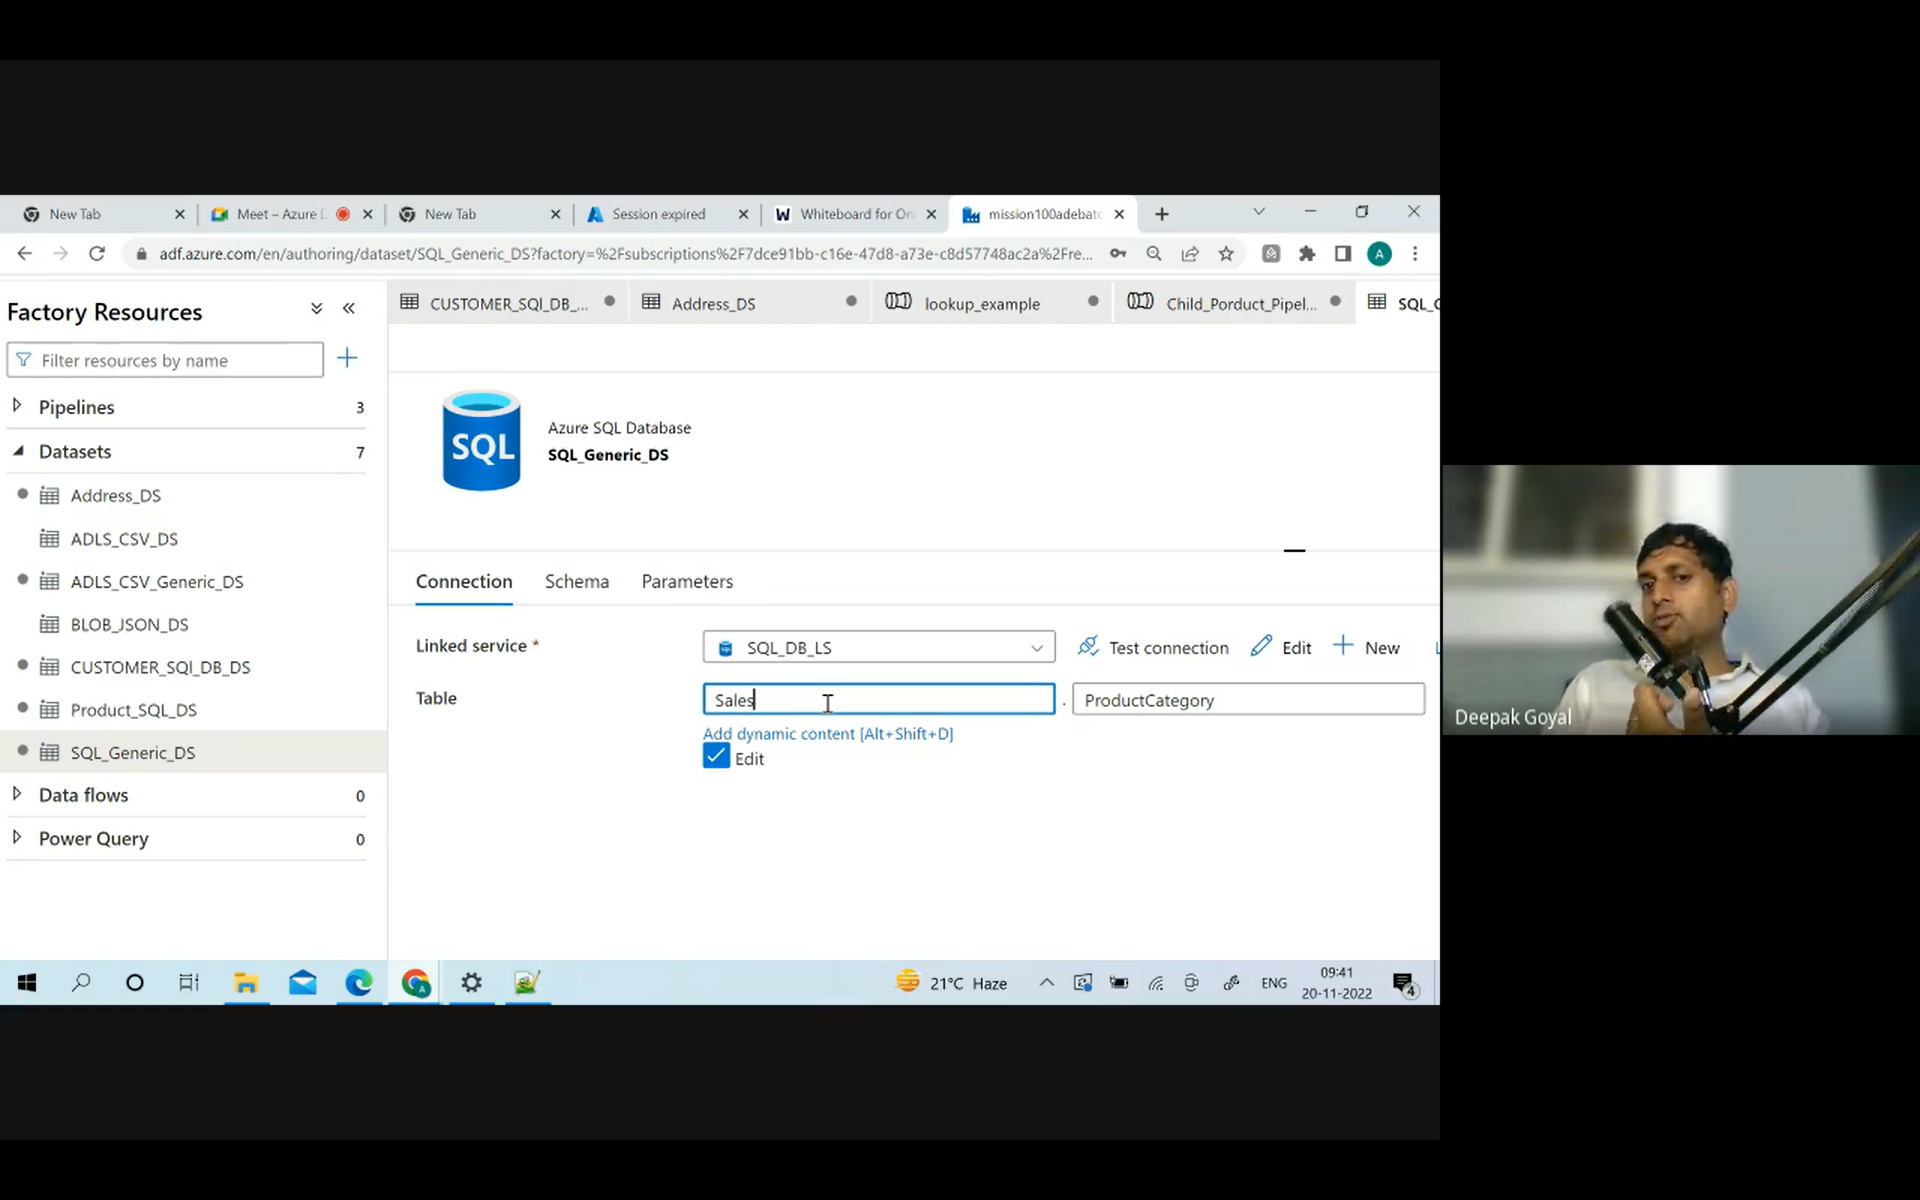 New Tab
Meet – Azure D
New Tab
Session expired
Whiteboard for On
mission100adebatc
adf.azure.com/en/authoring/dataset/SQL_Generic_DS?factory=%2Fsubscriptions%2F7dce91bb-c16e-47d8-a73e-c8d57748ac2a%2Fre...
A
Factory Resources
Filter resources by name
Pipelines 3
Datasets 7
Address_DS
ADLS_CSV_DS
ADLS_CSV_Generic_DS
BLOB_JSON_DS
CUSTOMER_SQl_DB_DS
Product_SQL_DS
SQL_Generic_DS
Data flows 0
Power Query 0
CUSTOMER_SQl_DB_...
Address_DS
lookup_example
Child_Porduct_Pipel...
SQL_G
SQL
Azure SQL Database
SQL_Generic_DS
Connection Schema Parameters
Linked service * SQL_DB_LS Test connection Edit New
Table Sales . ProductCategory
Add dynamic content [Alt+Shift+D]
Edit
Deepak Goyal
21°C Haze
ENG
09:41
20-11-2022
4